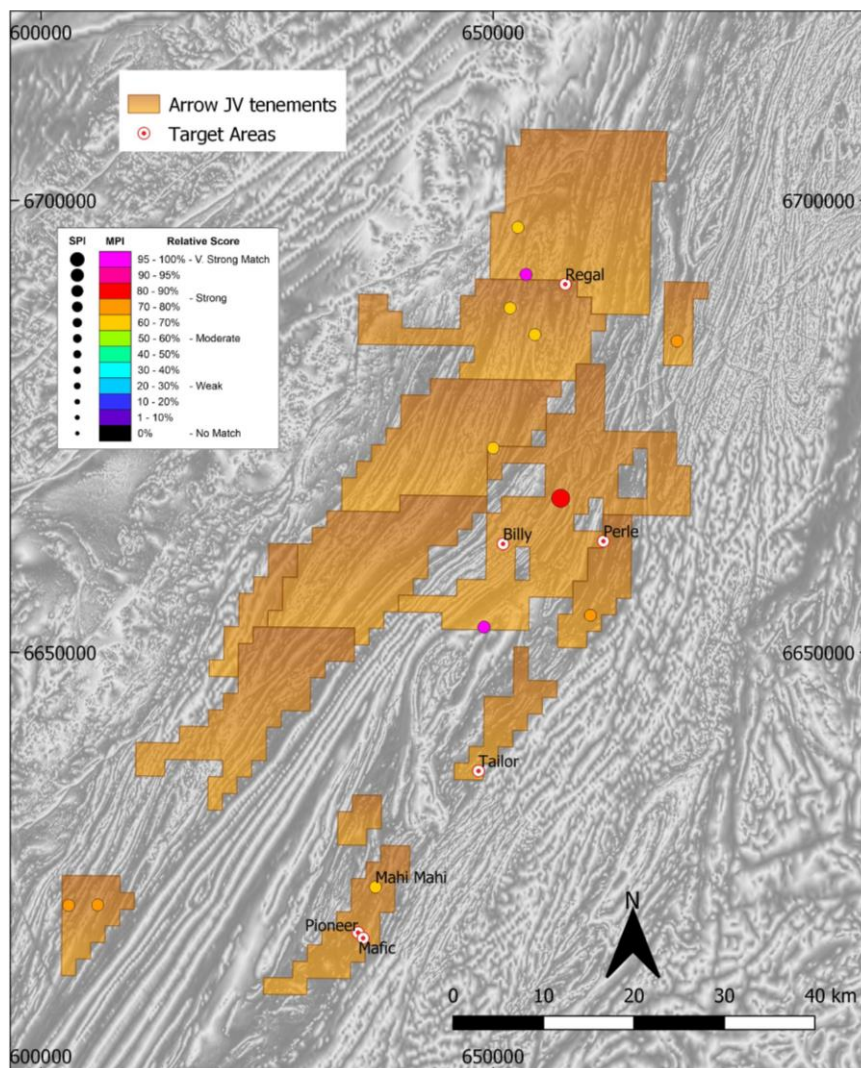 600000
650000
Arrow JV tenements
Target Areas
6700000
6700000
SPI MPI Relative Score
95 - 100% - V. Strong Match
90 - 95%
80 - 90%
- Strong
70 - 80%
60 - 70%
- Moderate
50 - 60%
40 - 50%
30 - 40%
- Weak
20 - 30%
10 - 20%
1 - 10%
0% - No Match
Regal
Billy
Perle
6650000
6650000
Tailor
Mahi Mahi
Pioneer
Mafic
N
0 10 20 30 40 km
600000
650000